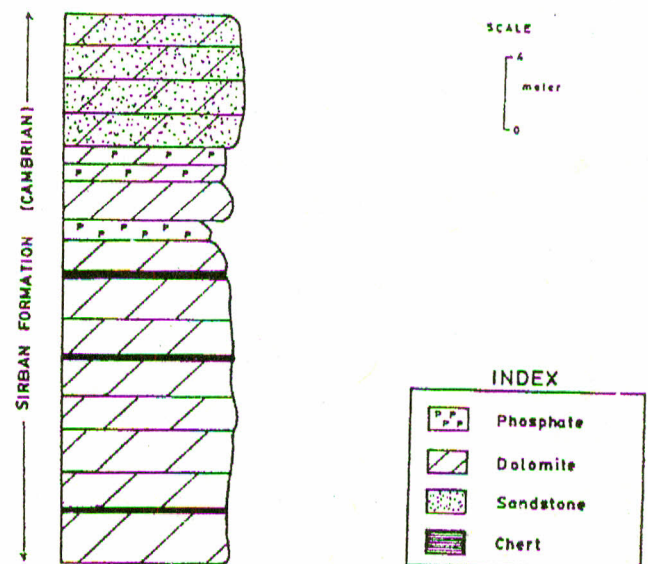 SIRBAN FORMATION (CAMBRIAN)
P P P
P P P
P P P
P P P
SCALE
4
meter
0
INDEX
P P
P P
Phosphate
Dolomite
Sandstone
Chert